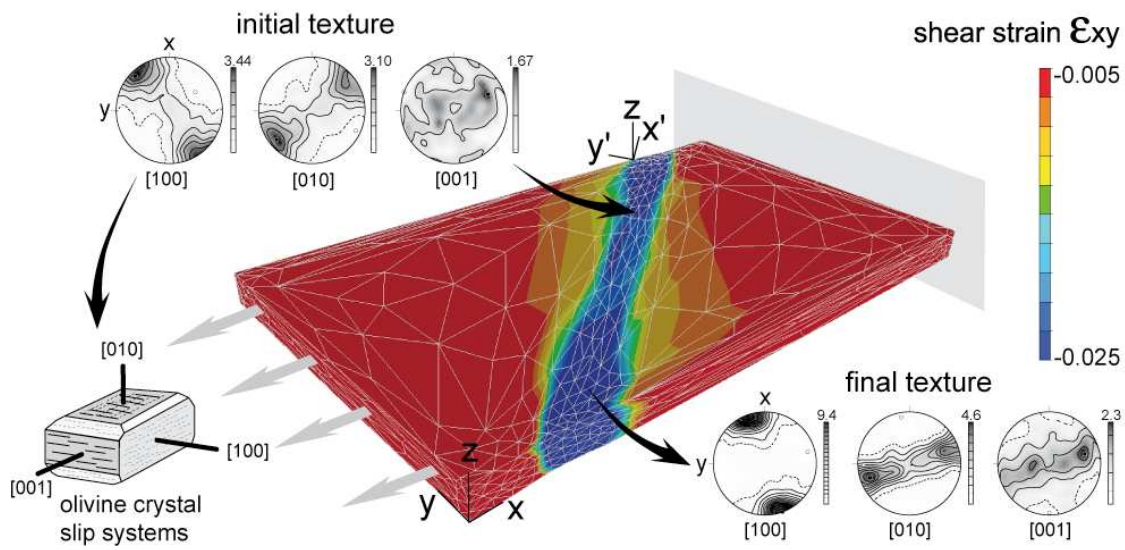 initial texture
x
y
3.44
3.10
1.67
[100]
[010]
[001]
shear strain εxy
-0.005
-0.025
z
y'
x'
[010]
[100]
[001]
olivine crystal
slip systems
z
y
x
final texture
x
y
9.4
4.6
2.3
[100]
[010]
[001]